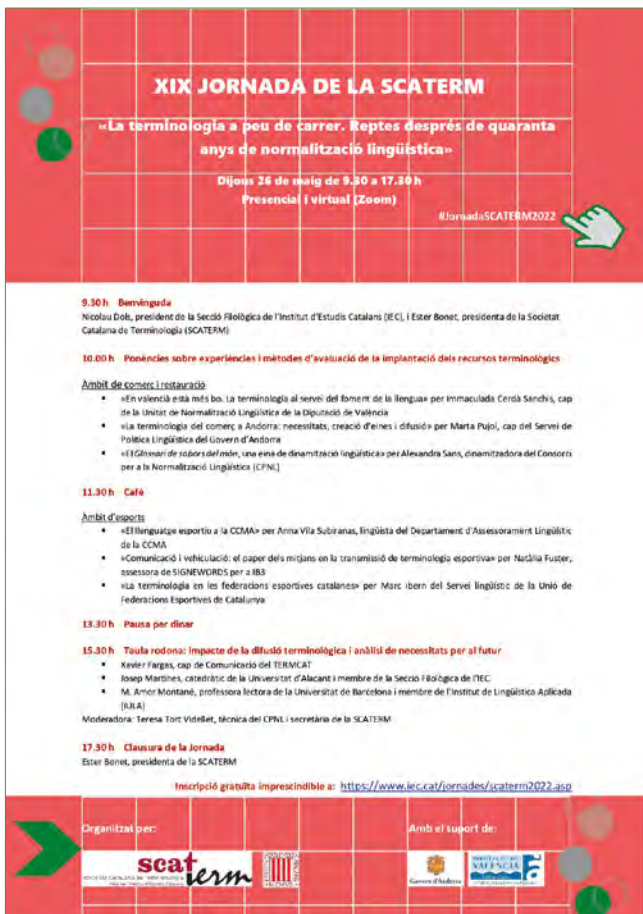 XIX JORNADA DE LA SCATERM
«La terminologia a peu de carrer. Reptes després de quaranta
anys de normalització lingüística»
Dijous 26 de maig de 9.30 a 17.30 h
Presencial i virtual (Zoom)
#JornadaSCATERM2022
9.30 h Benvinguda
Nicolau Dols, president de la Secció Filològica de l'Institut d'Estudis Catalans (IEC), i Ester Bonet, presidenta de la Societat
Catalana de Terminologia (SCATERM)
10.00 h Ponències sobre experiències i mètodes d'avaluació de la implantació dels recursos terminològics
Àmbit de comerç i restauració
▪ «En valencià està més bo. La terminologia al servei del foment de la llengua» per Immaculada Cerdà Sanchis, cap
de la Unitat de Normalització Lingüística de la Diputació de València
▪ «La terminologia del comerç a Andorra: necessitats, creació d'eines i difusió» per Marta Pujol, cap del Servei de
Política Lingüística del Govern d'Andorra
▪ «El Glossari de sabors del món, una eina de dinamització lingüística» per Alexandra Sans, dinamitzadora del Consorci
per a la Normalització Lingüística (CPNL)
11.30 h Cafè
Àmbit d'esports
▪ «El llenguatge esportiu a la CCMA» per Anna Vila Subiranas, lingüista del Departament d'Assessorament Lingüístic
de la CCMA
▪ «Comunicació i vehiculació: el paper dels mitjans en la transmissió de terminologia esportiva» per Natàlia Fuster,
assessora de SIGNEWORDS per a IB3
▪ «La terminologia en les federacions esportives catalanes» per Marc Ibern del Servei lingüístic de la Unió de
Federacions Esportives de Catalunya
13.30 h Pausa per dinar
15.30 h Taula rodona: impacte de la difusió terminològica i anàlisi de necessitats per al futur
▪ Xavier Fargas, cap de Comunicació del TERMCAT
▪ Josep Martines, catedràtic de la Universitat d'Alacant i membre de la Secció Filològica de l'IEC
▪ M. Amor Montané, professora lectora de la Universitat de Barcelona i membre de l'Institut de Lingüística Aplicada
(IULA)
Moderadora: Teresa Tort Videllet, tècnica del CPNL i secretària de la SCATERM
17.30 h Clausura de la Jornada
Ester Bonet, presidenta de la SCATERM
Inscripció gratuïta imprescindible a: https://www.iec.cat/jornades/scaterm2022.asp
Organitzat per:
Amb el suport de:
scaterm
SOCIETAT CATALANA DE TERMINOLOGIA
Govern d'Andorra
VALÈNCIA